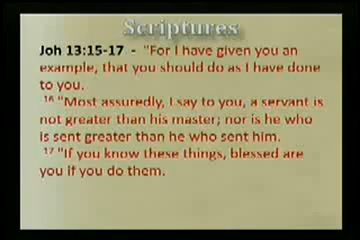 Scriptures
Joh 13:15-17 - "For I have given you an
example, that you should do as I have done
to you.
16 "Most assuredly, I say to you, a servant is
not greater than his master; nor is he who
is sent greater than he who sent him.
17 "If you know these things, blessed are
you if you do them.